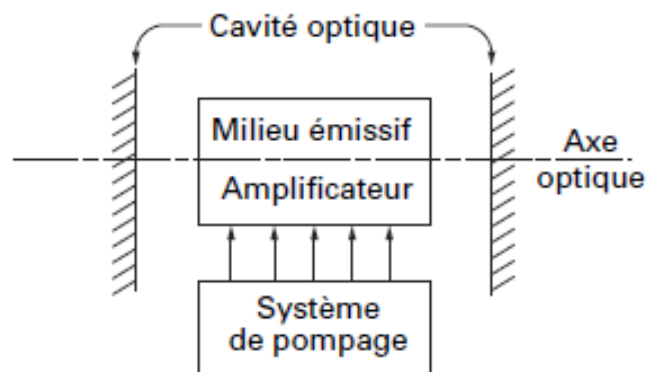 Cavité optique
Milieu émissif
Amplificateur
Axe
optique
Système
de pompage